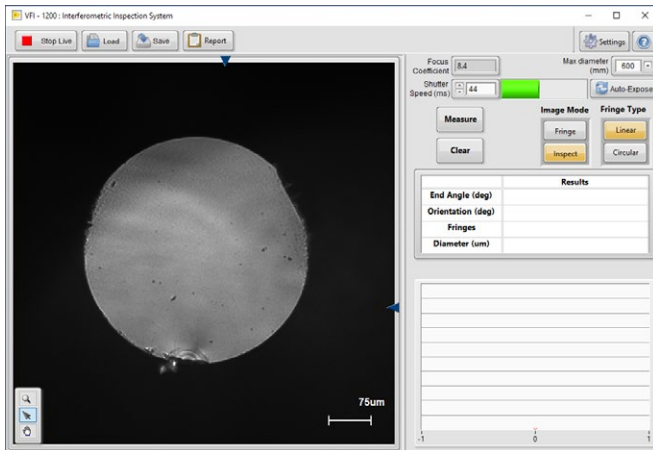 VFI - 1200 : Interferometric Inspection System
Stop Live Load Save Report Settings
Focus Coefficient 8.4 Max diameter (mm) 600
Shutter Speed (ms) 44 Auto-Expose
Measure Image Mode Fringe Type
Fringe Linear
Clear Inspect Circular
Results
End Angle (deg)
Orientation (deg)
Fringes
Diameter (um)
75um
-1 0 1